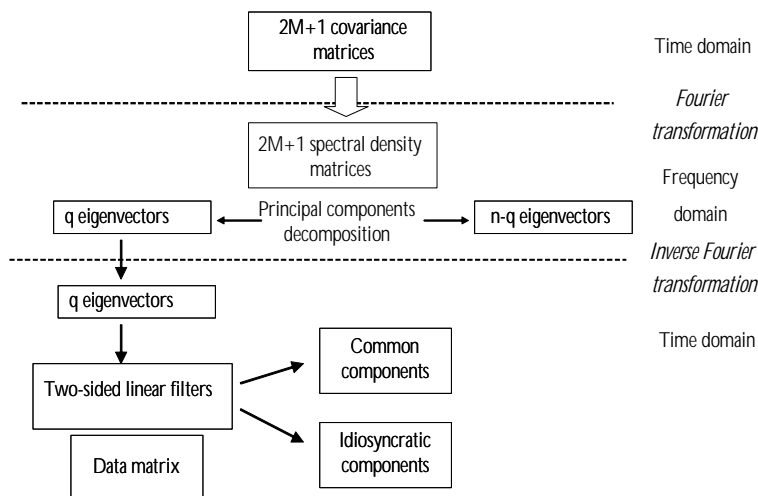 2M+1 covariance
matrices
Time domain
Fourier
transformation
2M+1 spectral density
matrices
Frequency
domain
q eigenvectors
Principal components
decomposition
n-q eigenvectors
Inverse Fourier
transformation
q eigenvectors
Time domain
Common
components
Two-sided linear filters
Idiosyncratic
components
Data matrix